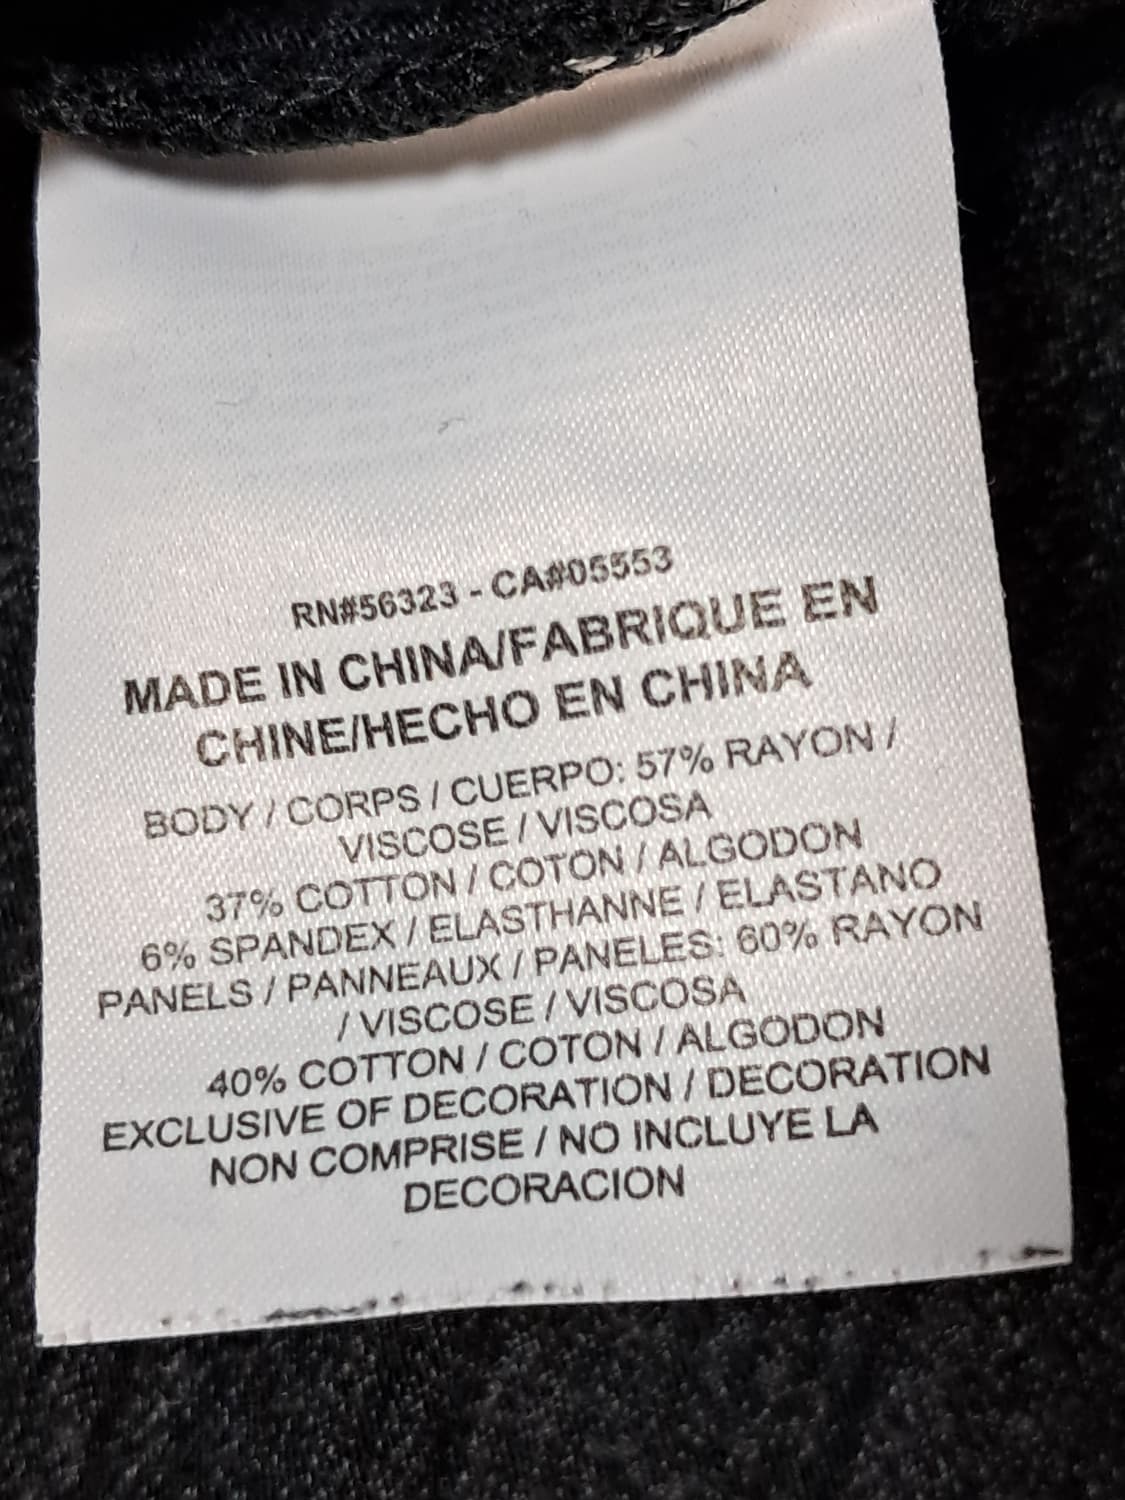 RN#56323 - CA#05553
MADE IN CHINA/FABRIQUE EN
CHINE/HECHO EN CHINA
BODY / CORPS / CUERPO: 57% RAYON /
VISCOSE / VISCOSA
37% COTTON / COTON / ALGODON
6% SPANDEX / ELASTHANNE / ELASTANO
PANELS / PANNEAUX / PANELES: 60% RAYON
/ VISCOSE / VISCOSA
40% COTTON / COTON / ALGODON
EXCLUSIVE OF DECORATION / DECORATION
NON COMPRISE / NO INCLUYE LA
DECORACION